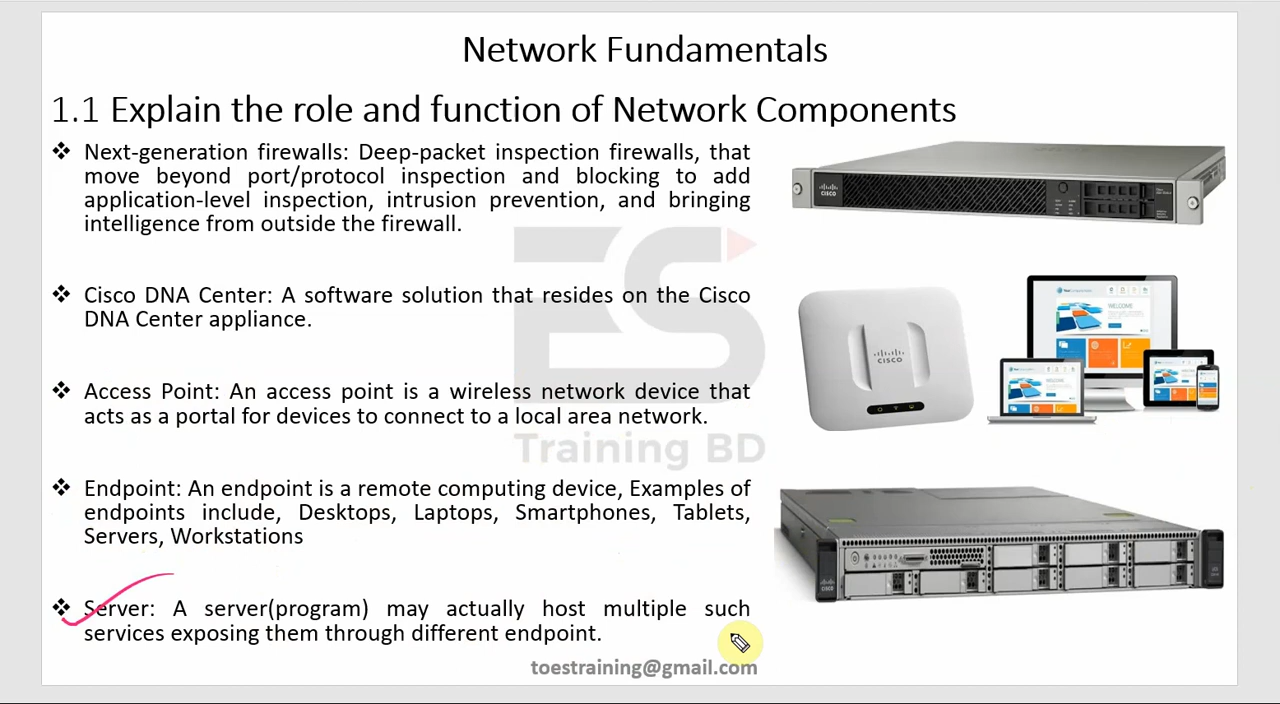 Network Fundamentals
1.1 Explain the role and function of Network Components
❖ Next-generation firewalls: Deep-packet inspection firewalls, that
move beyond port/protocol inspection and blocking to add
application-level inspection, intrusion prevention, and bringing
intelligence from outside the firewall.
❖ Cisco DNA Center: A software solution that resides on the Cisco
DNA Center appliance.
❖ Access Point: An access point is a wireless network device that
acts as a portal for devices to connect to a local area network.
❖ Endpoint: An endpoint is a remote computing device, Examples of
endpoints include, Desktops, Laptops, Smartphones, Tablets,
Servers, Workstations
❖ Server: A server(program) may actually host multiple such
services exposing them through different endpoint.
toestraining@gmail.com
ES
Training BD
CISCO
CISCO
WELCOME